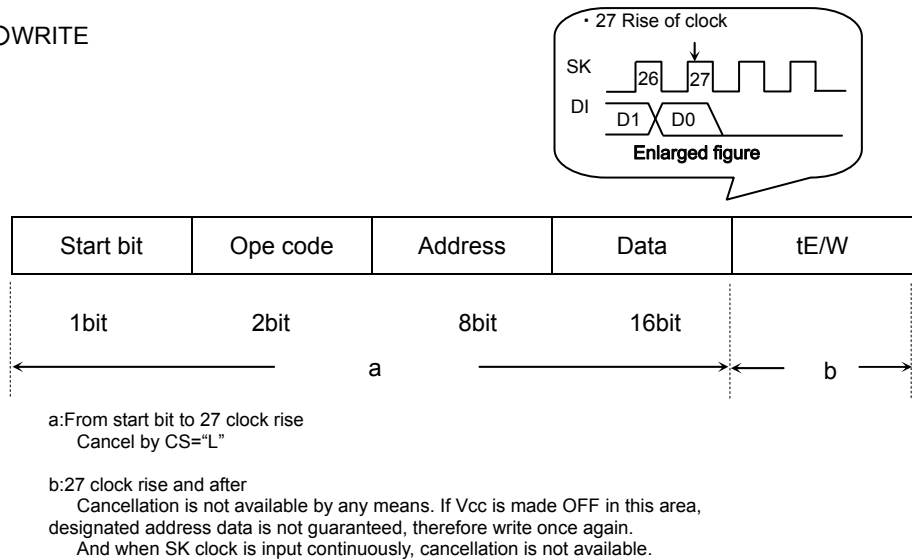 ○WRITE
・27 Rise of clock
SK
26 27
DI
D1 D0
Enlarged figure
Start bit Ope code Address Data tE/W
1bit 2bit 8bit 16bit
a b
a:From start bit to 27 clock rise
Cancel by CS=“L”
b:27 clock rise and after
Cancellation is not available by any means. If Vcc is made OFF in this area,
designated address data is not guaranteed, therefore write once again.
And when SK clock is input continuously, cancellation is not available.